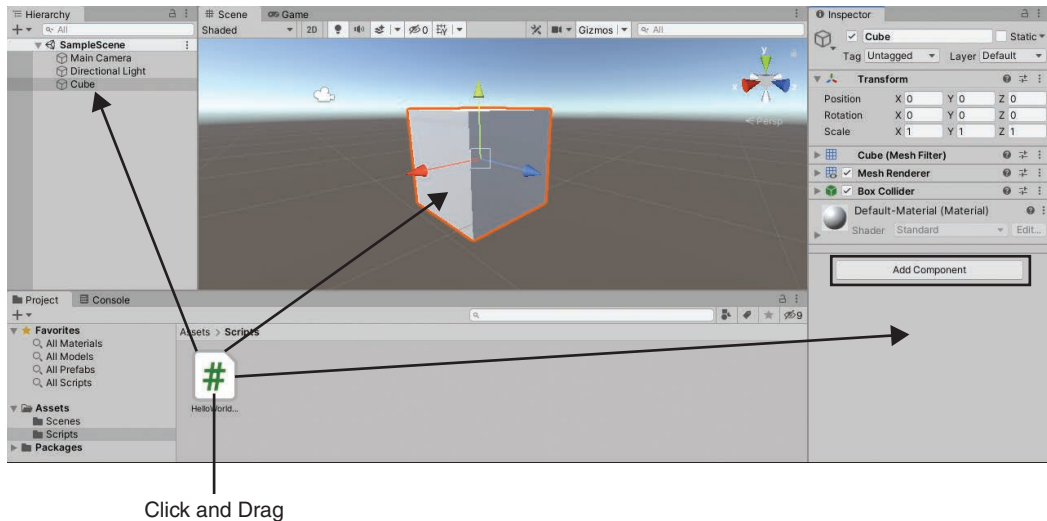 Hierarchy
All
SampleScene
Main Camera
Directional Light
Cube
Scene
Game
Shaded
2D
0
Gizmos
All
y
x
z
Persp
Inspector
Cube
Static
Tag Untagged
Layer Default
Transform
Position X 0 Y 0 Z 0
Rotation X 0 Y 0 Z 0
Scale X 1 Y 1 Z 1
Cube (Mesh Filter)
Mesh Renderer
Box Collider
Default-Material (Material)
Shader Standard Edit...
Add Component
Project
Console
9
Favorites
All Materials
All Models
All Prefabs
All Scripts
Assets
Scenes
Scripts
Packages
Assets > Scripts
#
HelloWorld...
Click and Drag